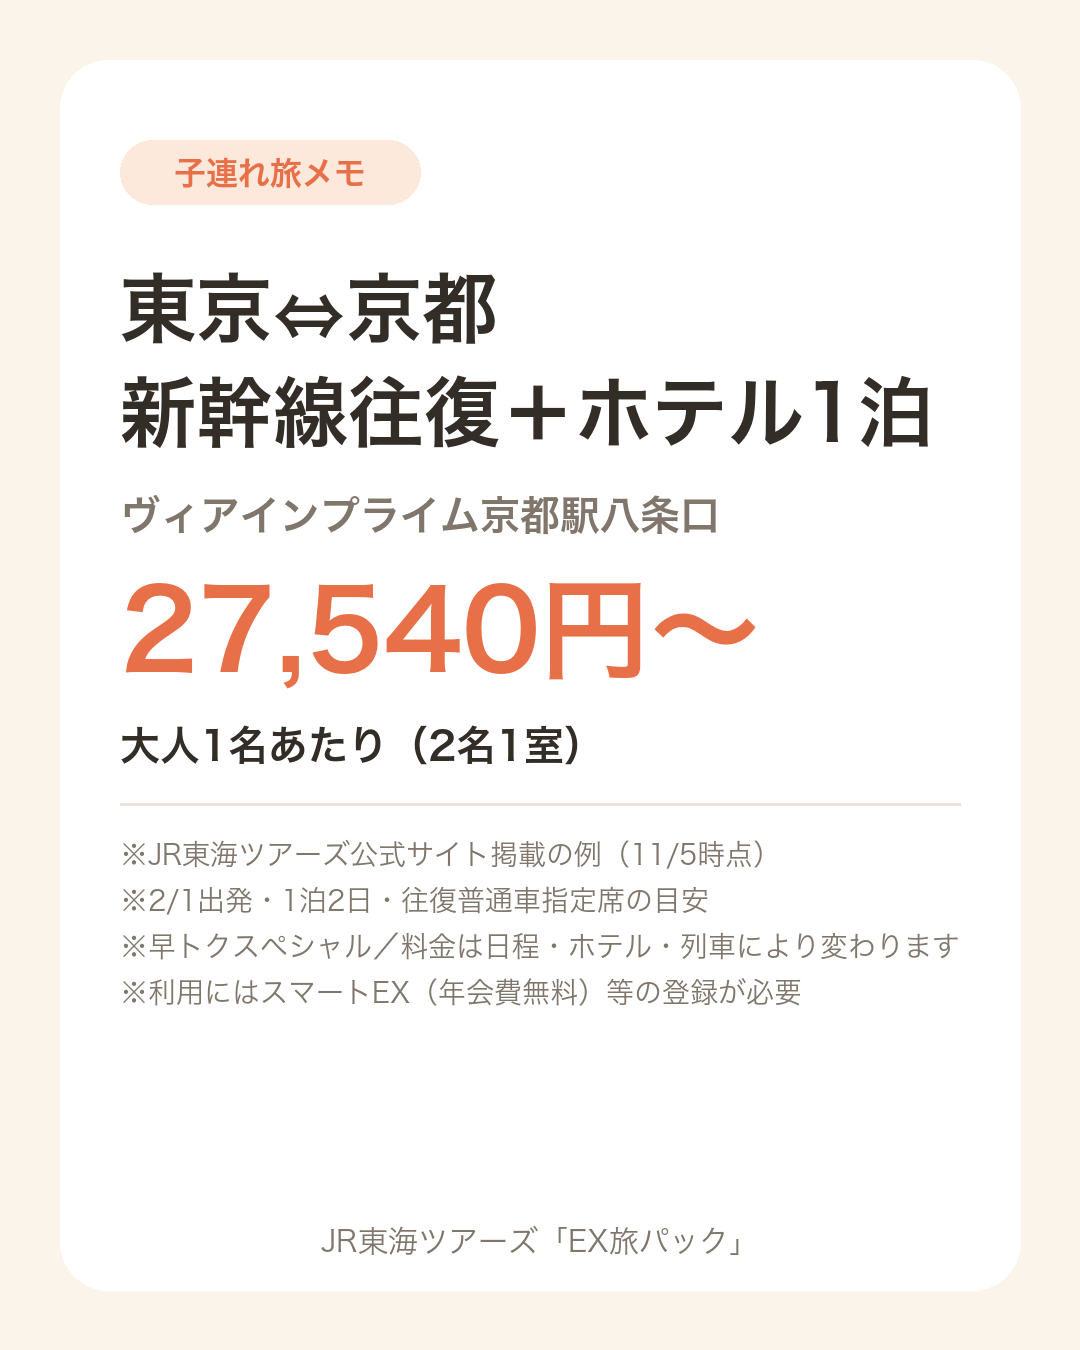 子連れ旅メモ
東京⇔京都
新幹線往復＋ホテル1泊
ヴィアインプライム京都駅八条口
27,540円〜
大人1名あたり（2名1室）
※JR東海ツアーズ公式サイト掲載の例（11/5時点）
※2/1出発・1泊2日・往復普通車指定席の目安
※早トクスペシャル／料金は日程・ホテル・列車により変わります
※利用にはスマートEX（年会費無料）等の登録が必要
JR東海ツアーズ「EX旅パック」